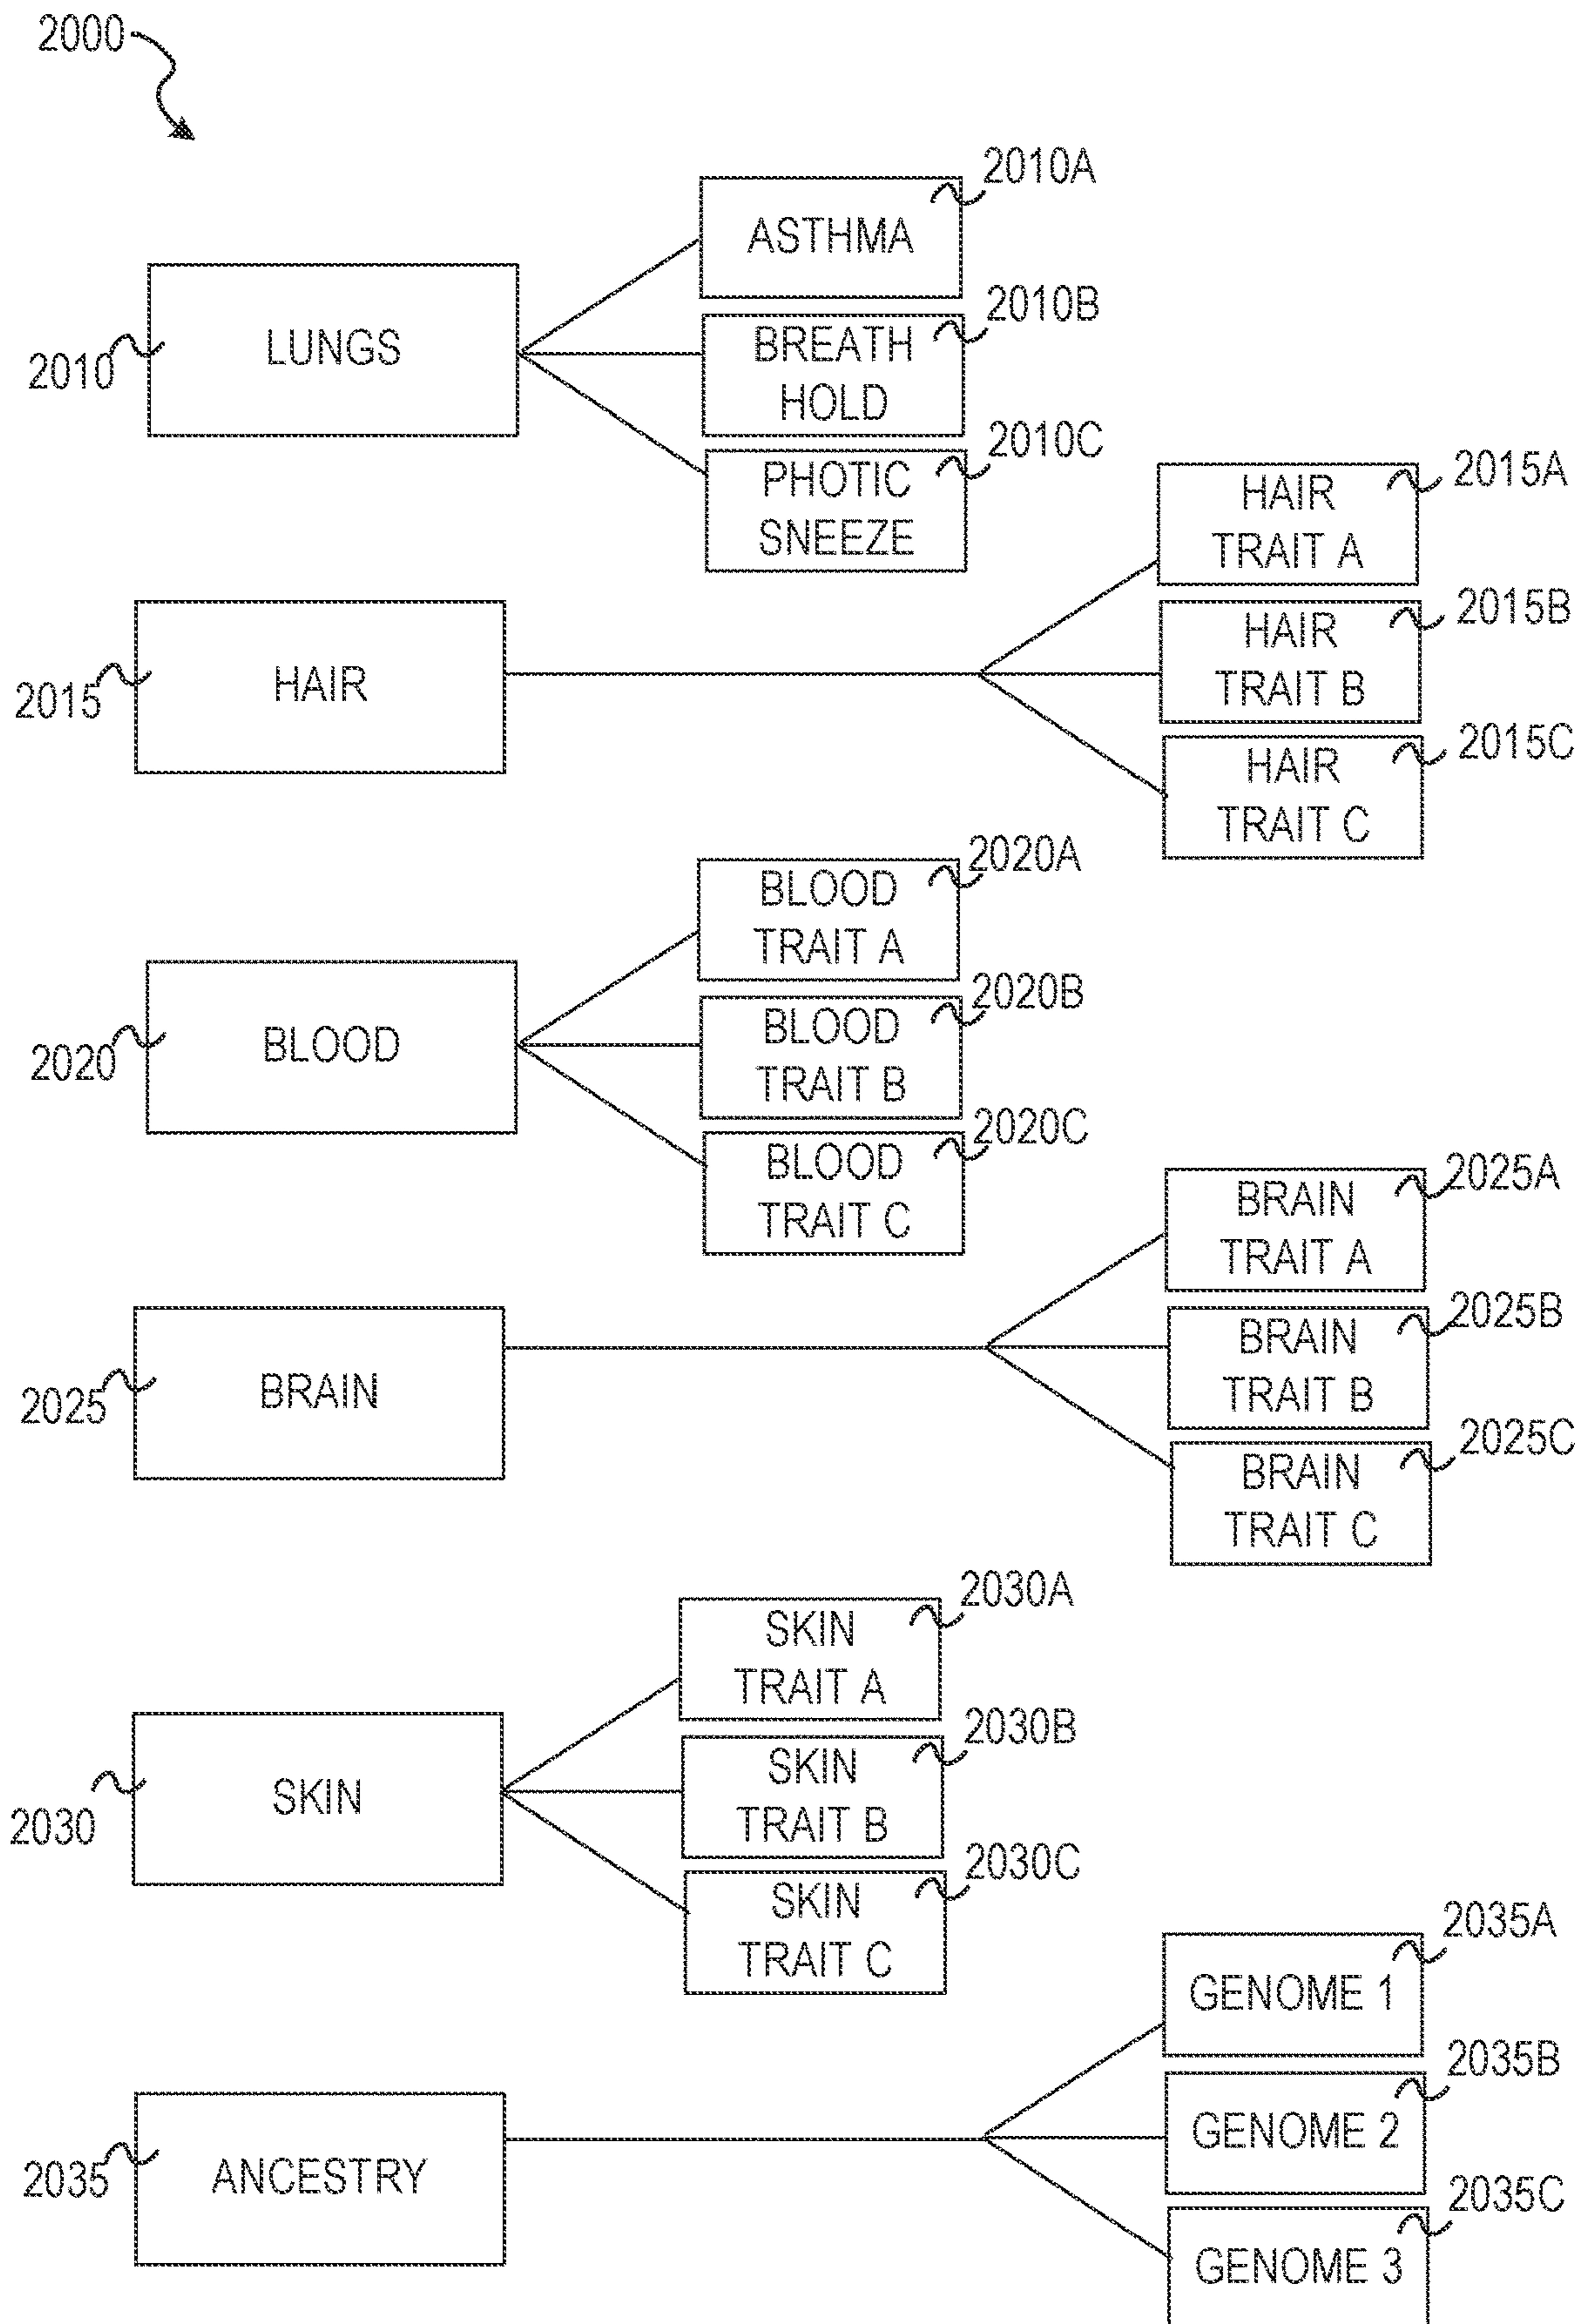 2000
2010A
ASTHMA
2010
LUNGS
2010B
BREATH
HOLD
2010C
PHOTIC
SNEEZE
2015A
HAIR
TRAIT A
2015
HAIR
2015B
HAIR
TRAIT B
2015C
HAIR
TRAIT C
2020A
BLOOD
TRAIT A
2020
BLOOD
2020B
BLOOD
TRAIT B
2020C
BLOOD
TRAIT C
2025A
BRAIN
TRAIT A
2025
BRAIN
2025B
BRAIN
TRAIT B
2025C
BRAIN
TRAIT C
2030A
SKIN
TRAIT A
2030
SKIN
2030B
SKIN
TRAIT B
2030C
SKIN
TRAIT C
2035A
GENOME 1
2035
ANCESTRY
2035B
GENOME 2
2035C
GENOME 3